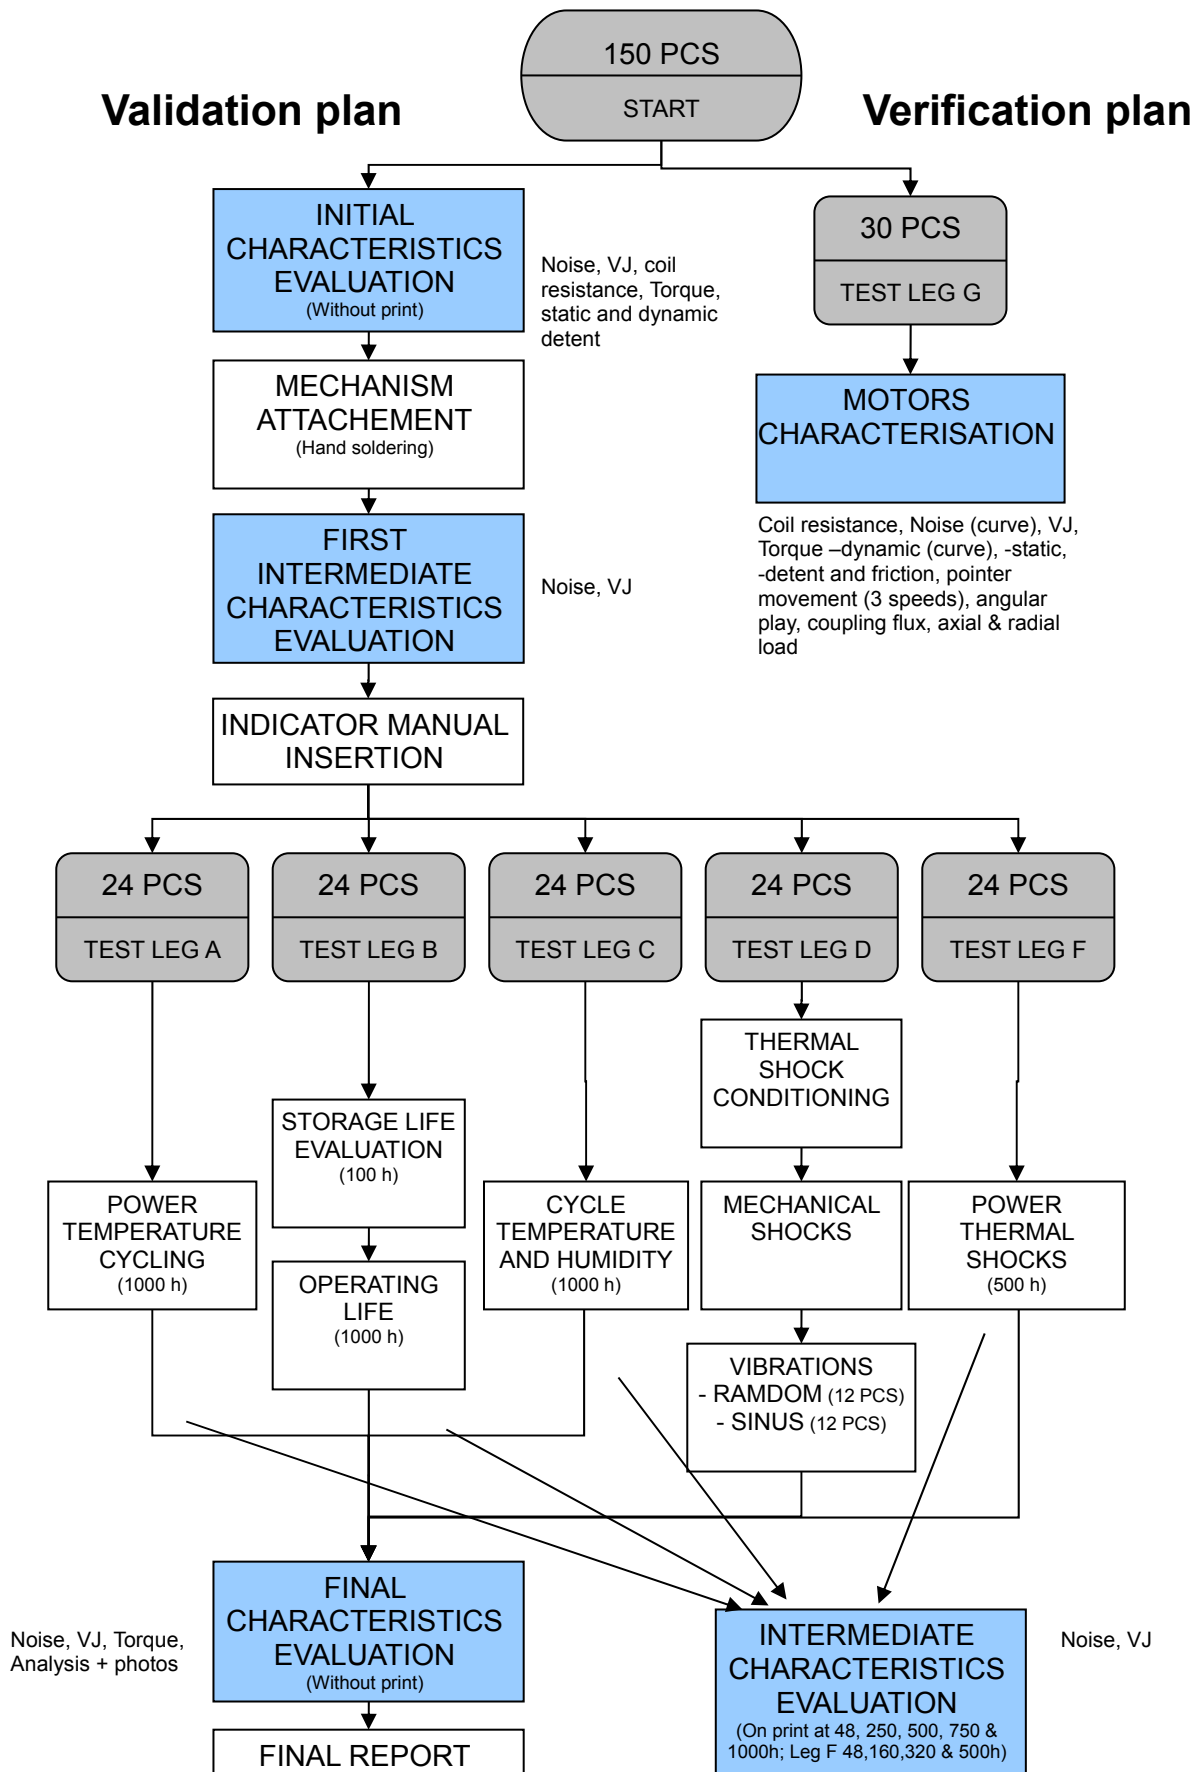 150 PCS
START
Validation plan
Verification plan
INITIAL
CHARACTERISTICS
EVALUATION
(Without print)
Noise, VJ, coil
resistance, Torque,
static and dynamic
detent
30 PCS
TEST LEG G
MECHANISM
ATTACHEMENT
(Hand soldering)
MOTORS
CHARACTERISATION
Coil resistance, Noise (curve), VJ,
Torque –dynamic (curve), -static,
-detent and friction, pointer
movement (3 speeds), angular
play, coupling flux, axial & radial
load
FIRST
INTERMEDIATE
CHARACTERISTICS
EVALUATION
Noise, VJ
INDICATOR MANUAL
INSERTION
24 PCS
TEST LEG A
24 PCS
TEST LEG B
24 PCS
TEST LEG C
24 PCS
TEST LEG D
24 PCS
TEST LEG F
THERMAL
SHOCK
CONDITIONING
STORAGE LIFE
EVALUATION
(100 h)
POWER
TEMPERATURE
CYCLING
(1000 h)
CYCLE
TEMPERATURE
AND HUMIDITY
(1000 h)
MECHANICAL
SHOCKS
POWER
THERMAL
SHOCKS
(500 h)
OPERATING
LIFE
(1000 h)
VIBRATIONS
- RAMDOM (12 PCS)
- SINUS (12 PCS)
FINAL
CHARACTERISTICS
EVALUATION
(Without print)
Noise, VJ, Torque,
Analysis + photos
INTERMEDIATE
CHARACTERISTICS
EVALUATION
(On print at 48, 250, 500, 750 &
1000h; Leg F 48,160,320 & 500h)
Noise, VJ
FINAL REPORT